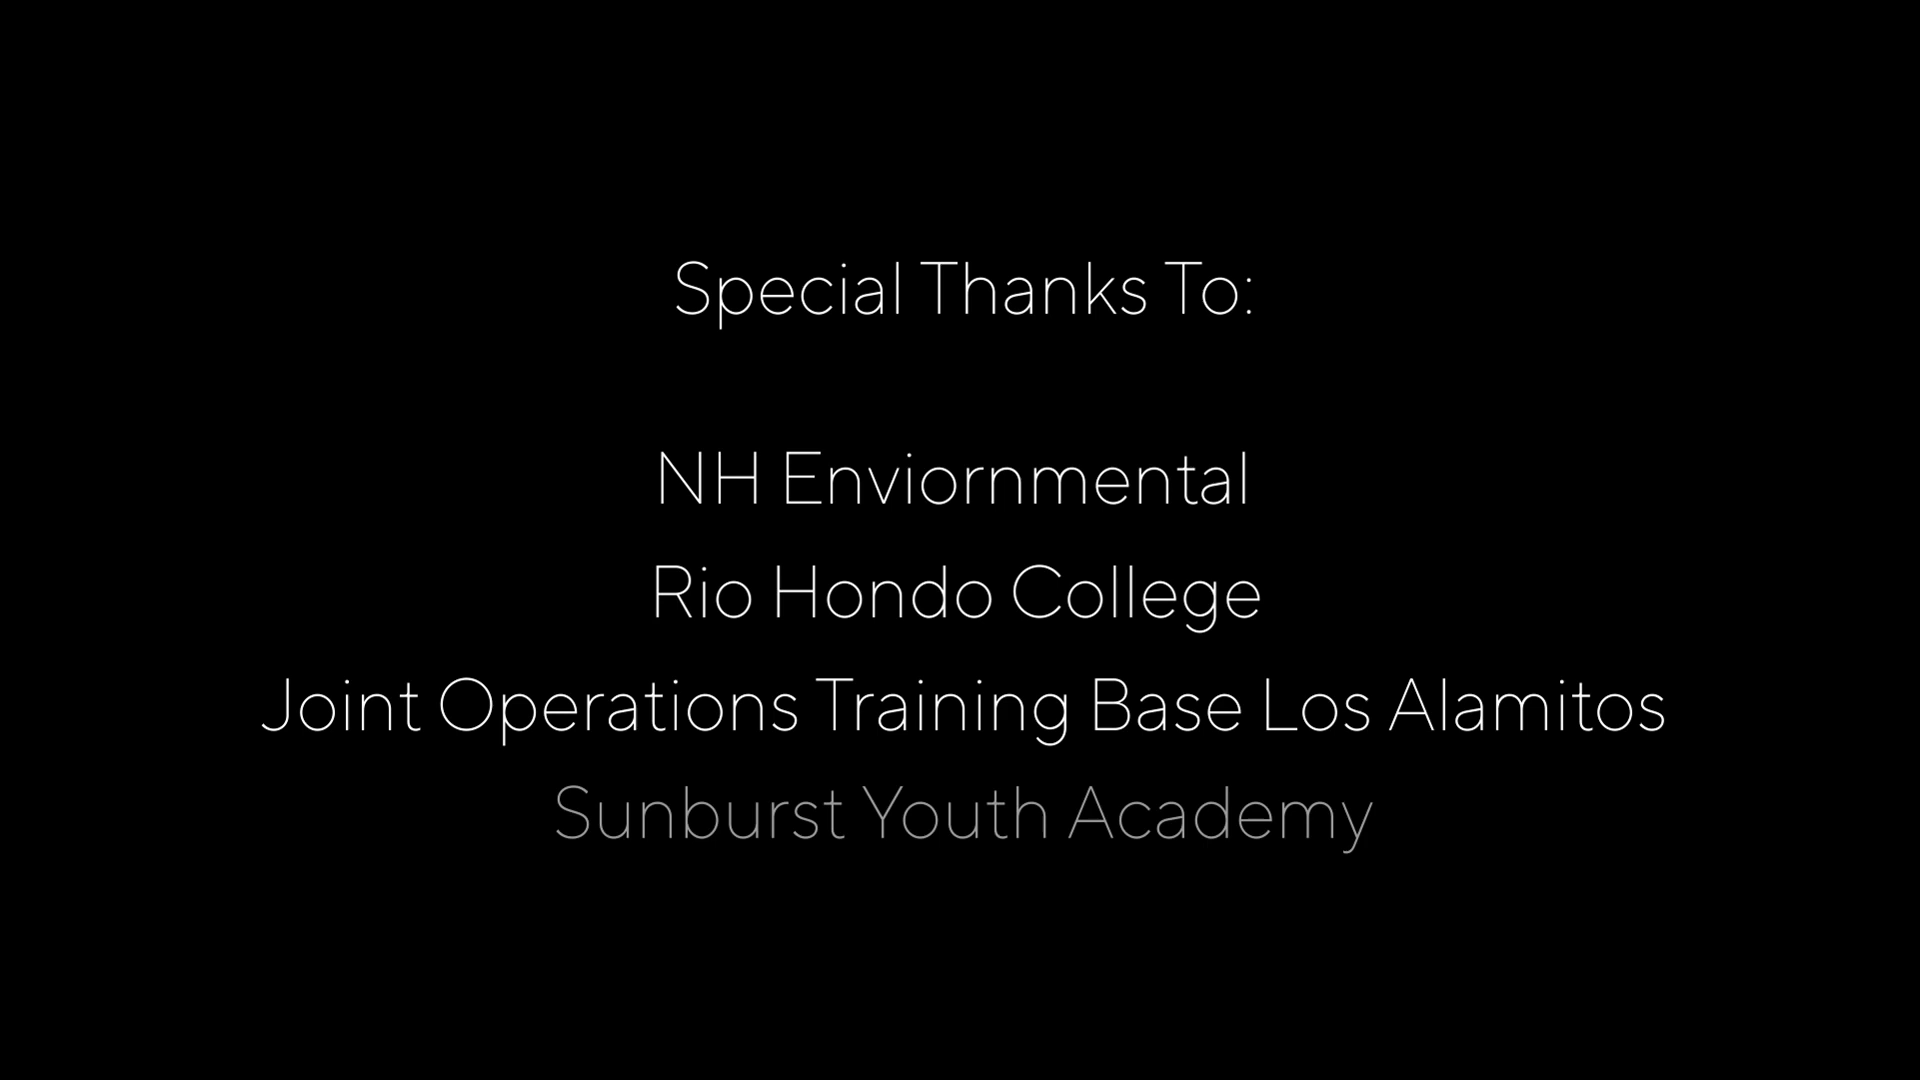 Special Thanks To:
NH Enviornmental
Rio Hondo College
Joint Operations Training Base Los Alamitos
Sunburst Youth Academy